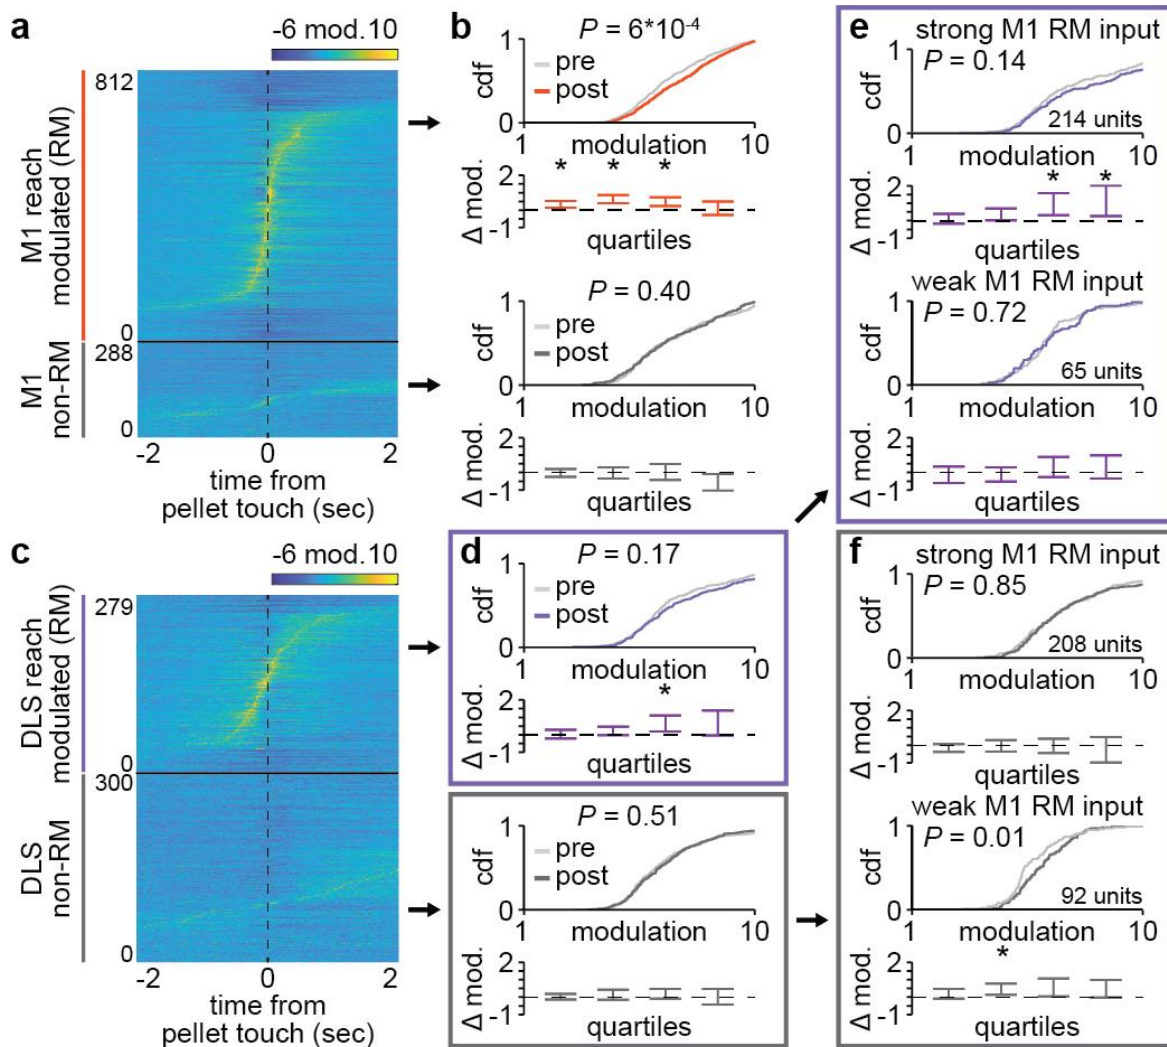 a
-6 mod.10
812
M1 reach
modulated (RM)
0
288
M1
non-RM
0
-2 0 2
time from
pellet touch (sec)
b
P = 6*10-4
1
cdf
pre
post
0
1 10
modulation
* * *
2
Δ mod.
-1
quartiles
P = 0.40
1
cdf
pre
post
0
1 10
modulation
2
Δ mod.
-1
quartiles
c
-6 mod.10
279
DLS reach
modulated (RM)
0
300
DLS
non-RM
0
-2 0 2
time from
pellet touch (sec)
d
P = 0.17
1
cdf
pre
post
0
1 10
modulation
*
2
Δ mod.
-1
quartiles
P = 0.51
1
cdf
pre
post
0
1 10
modulation
2
Δ mod.
-1
quartiles
e
strong M1 RM input
P = 0.14
1
cdf
214 units
0
1 10
modulation
* *
2
Δ mod.
-1
quartiles
weak M1 RM input
P = 0.72
1
cdf
65 units
0
1 10
modulation
2
Δ mod.
-1
quartiles
f
strong M1 RM input
P = 0.85
1
cdf
208 units
0
1 10
modulation
2
Δ mod.
-1
quartiles
weak M1 RM input
P = 0.01
1
cdf
92 units
0
1 10
modulation
*
2
Δ mod.
-1
quartiles